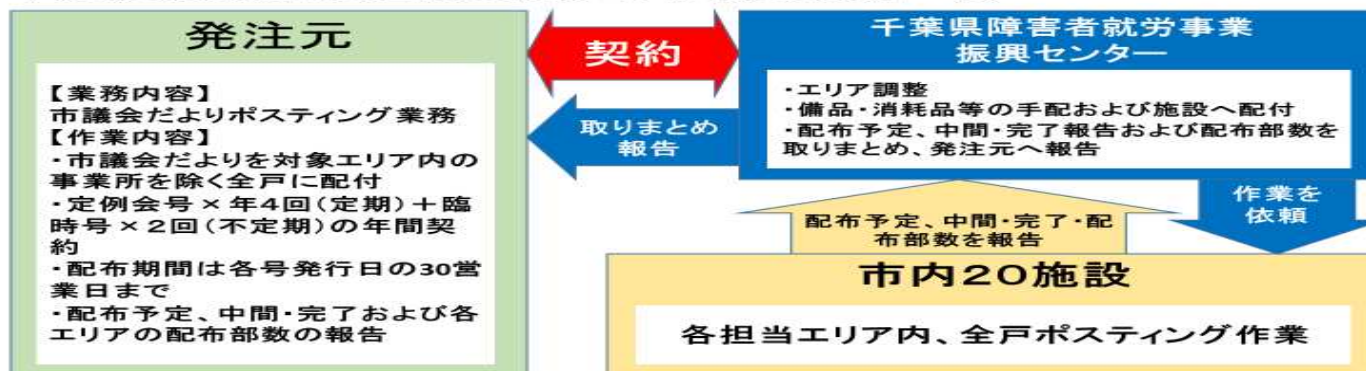 発注元
【業務内容】
市議会だよりポスティング業務
【作業内容】
・市議会だよりを対象エリア内の
事業所を除く全戸に配付
・定例会号×年4回(定期)+臨
時号×2回(不定期)の年間契
約
・配布期間は各号発行日の30営
業日まで
・配布予定、中間・完了および各
エリアの配布部数の報告
契約
取りまとめ
報告
千葉県障害者就労事業
振興センター
・エリア調整
・備品・消耗品等の手配および施設へ配付
・配布予定、中間・完了報告および配布部数を
取りまとめ、発注元へ報告
作業を
依頼
配布予定、中間・完了・配
布部数を報告
市内20施設
各担当エリア内、全戸ポスティング作業